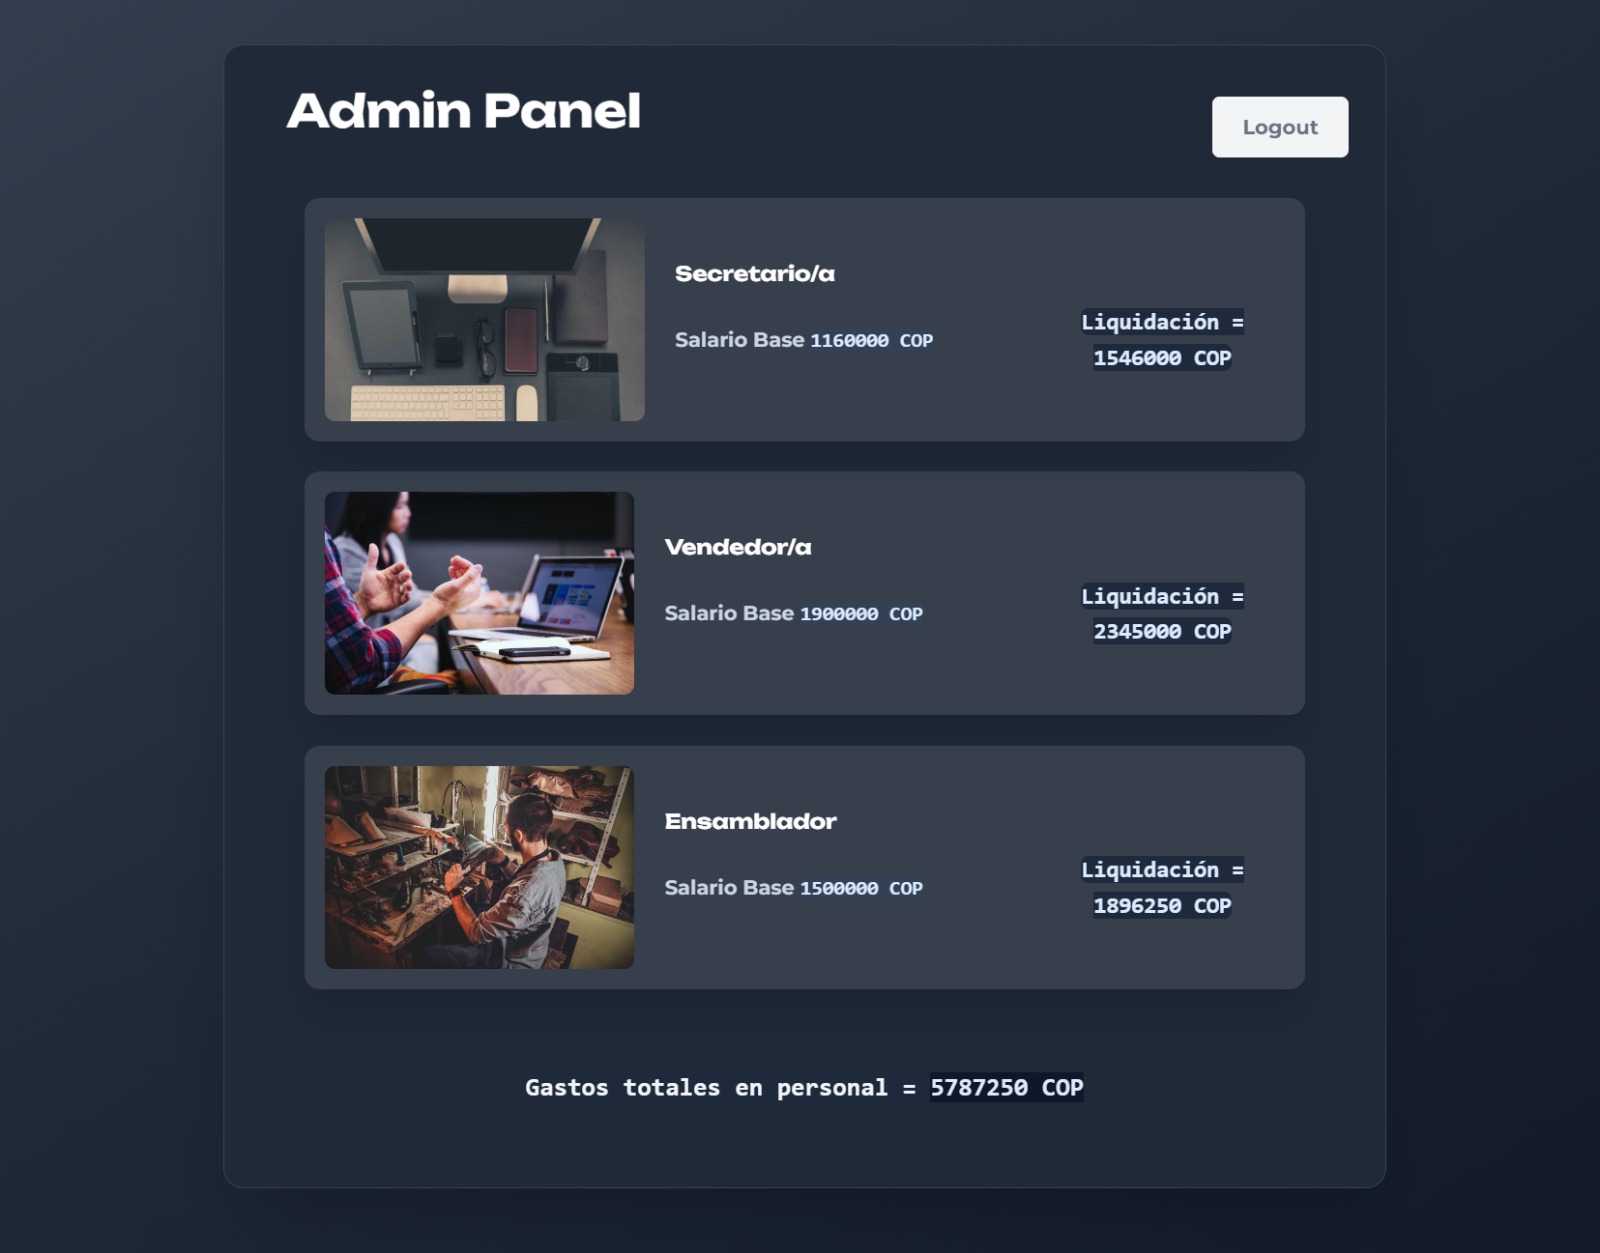 Admin Panel
Logout
Secretario/a
Salario Base 1160000 COP
Liquidación =
1546000 COP
Vendedor/a
Salario Base 1900000 COP
Liquidación =
2345000 COP
Ensamblador
Salario Base 1500000 COP
Liquidación =
1896250 COP
Gastos totales en personal = 5787250 COP